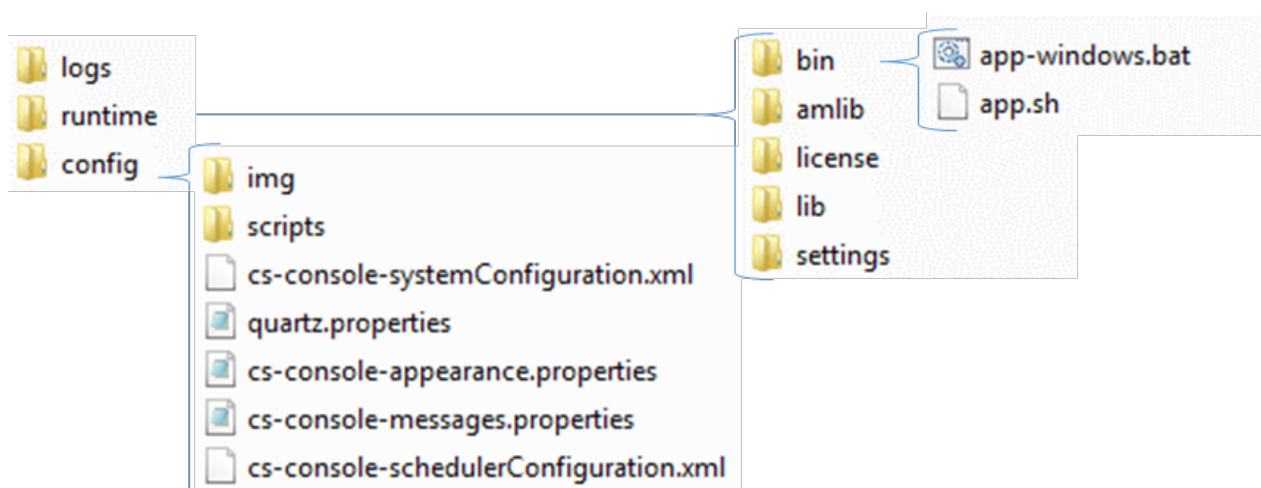 logs
runtime
config
img
scripts
cs-console-systemConfiguration.xml
quartz.properties
cs-console-appearance.properties
cs-console-messages.properties
cs-console-schedulerConfiguration.xml
bin
amlib
license
lib
settings
app-windows.bat
app.sh